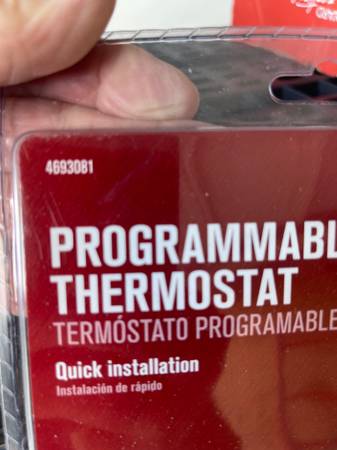 4693081
PROGRAMMABL
THERMOSTAT
TERMÓSTATO PROGRAMABLE
Quick installation
Instalación de rápido